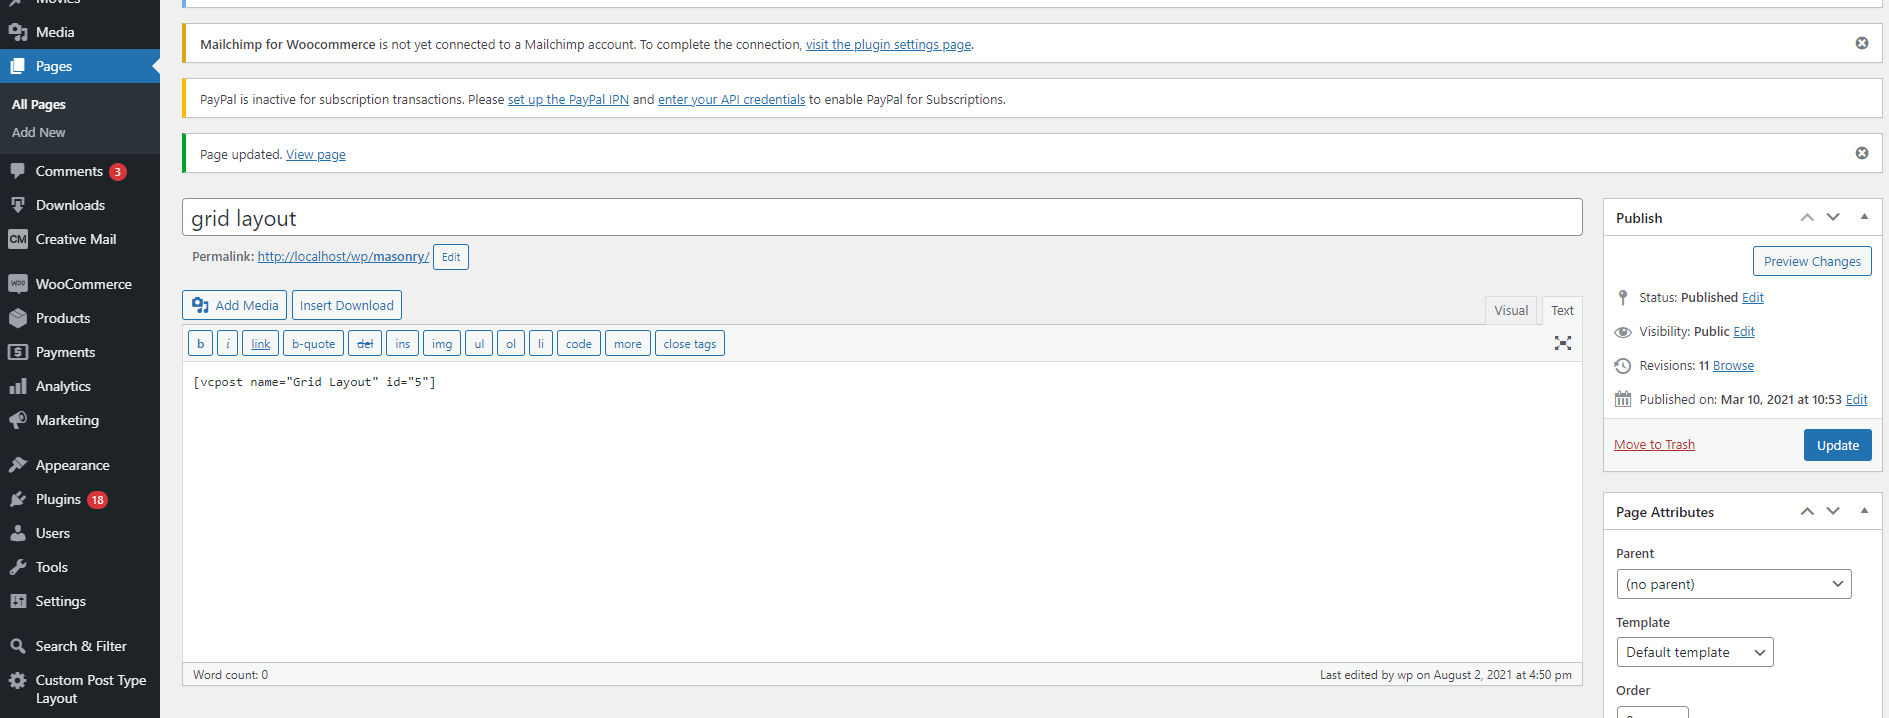 Movies
Media
Pages
All Pages
Add New
Comments 3
Downloads
Creative Mail
WooCommerce
Products
Payments
Analytics
Marketing
Appearance
Plugins 18
Users
Tools
Settings
Search & Filter
Custom Post Type
Layout
Mailchimp for Woocommerce is not yet connected to a Mailchimp account. To complete the connection, visit the plugin settings page.
PayPal is inactive for subscription transactions. Please set up the PayPal IPN and enter your API credentials to enable PayPal for Subscriptions.
Page updated. View page
grid layout
Permalink: http://localhost/wp/masonry/ Edit
Add Media Insert Download
Visual Text
b i link b-quote del ins img ul ol li code more close tags
[vcpost name="Grid Layout" id="5"]
Word count: 0
Last edited by wp on August 2, 2021 at 4:50 pm
Publish
Preview Changes
Status: Published Edit
Visibility: Public Edit
Revisions: 11 Browse
Published on: Mar 10, 2021 at 10:53 Edit
Move to Trash Update
Page Attributes
Parent
(no parent)
Template
Default template
Order